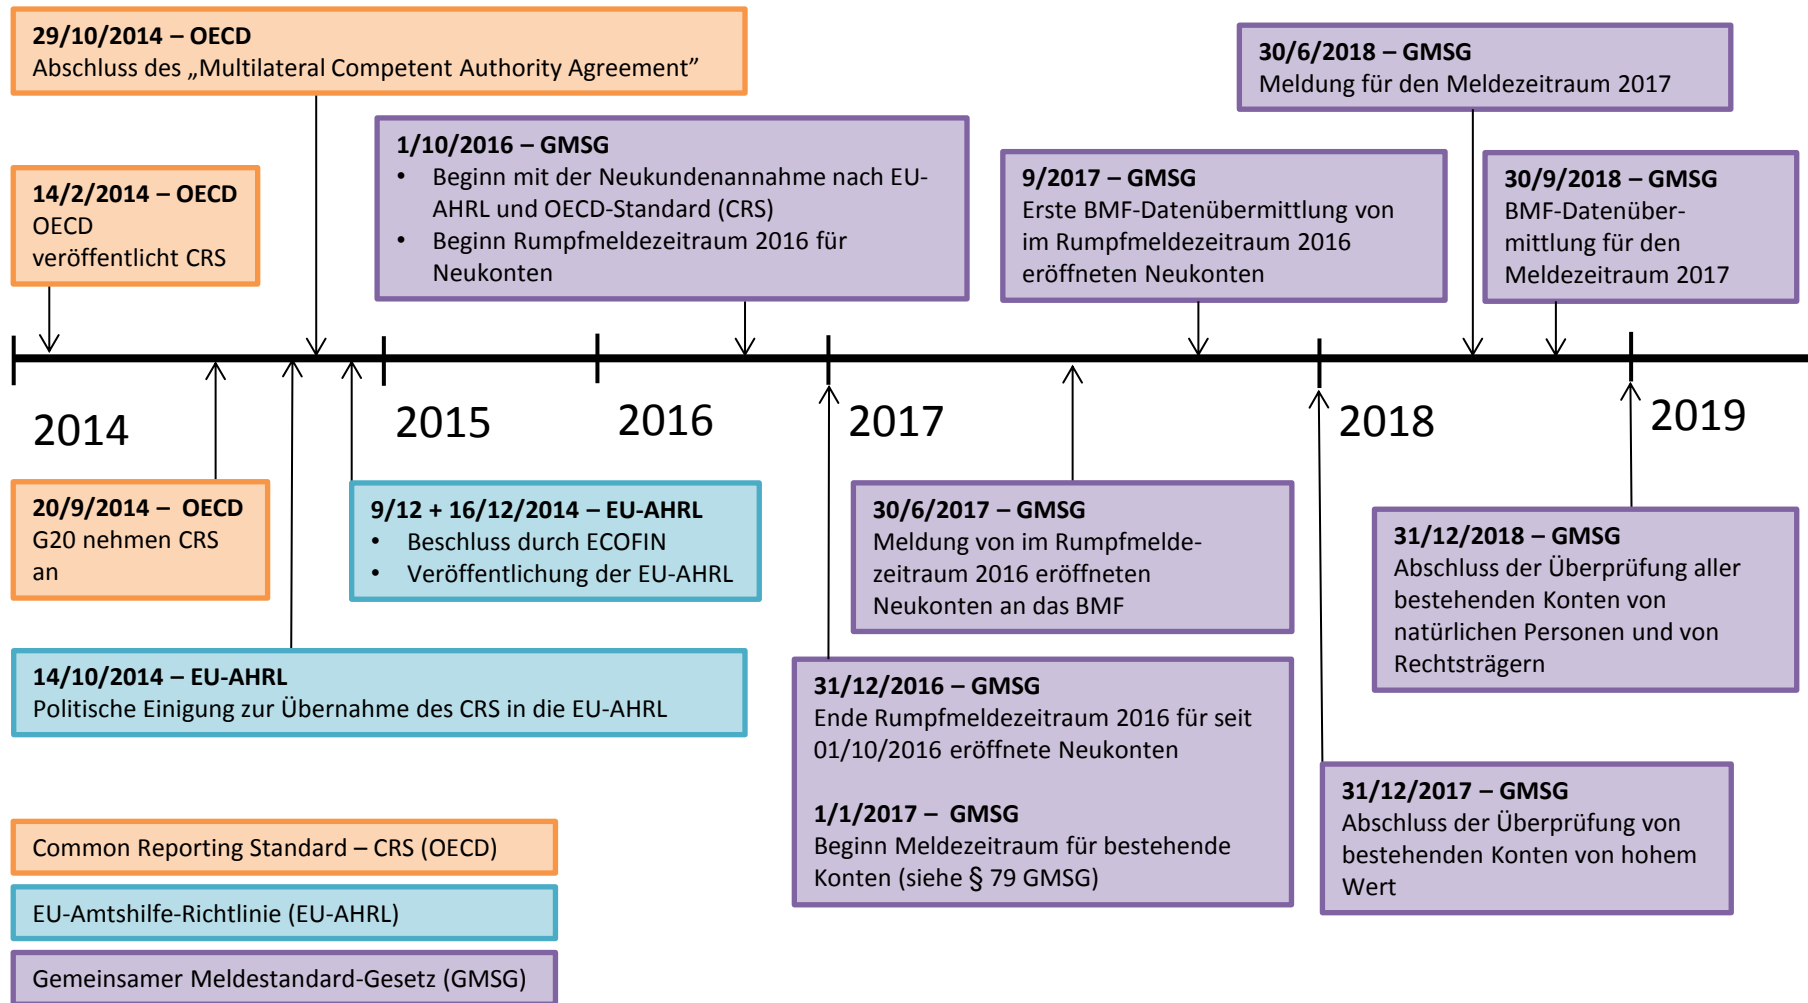 29/10/2014 – OECD
Abschluss des „Multilateral Competent Authority Agreement”
30/6/2018 – GMSG
Meldung für den Meldezeitraum 2017
14/2/2014 – OECD
OECD
veröffentlicht CRS
1/10/2016 – GMSG
• Beginn mit der Neukundenannahme nach EU-
AHRL und OECD-Standard (CRS)
• Beginn Rumpfmeldezeitraum 2016 für
Neukonten
9/2017 – GMSG
Erste BMF-Datenübermittlung von
im Rumpfmeldezeitraum 2016
eröffneten Neukonten
30/9/2018 – GMSG
BMF-Datenüber-
mittlung für den
Meldezeitraum 2017
2014
2015
2016
2017
2018
2019
20/9/2014 – OECD
G20 nehmen CRS
an
9/12 + 16/12/2014 – EU-AHRL
• Beschluss durch ECOFIN
• Veröffentlichung der EU-AHRL
30/6/2017 – GMSG
Meldung von im Rumpfmelde-
zeitraum 2016 eröffneten
Neukonten an das BMF
31/12/2018 – GMSG
Abschluss der Überprüfung aller
bestehenden Konten von
natürlichen Personen und von
Rechtsträgern
14/10/2014 – EU-AHRL
Politische Einigung zur Übernahme des CRS in die EU-AHRL
31/12/2016 – GMSG
Ende Rumpfmeldezeitraum 2016 für seit
01/10/2016 eröffnete Neukonten
1/1/2017 – GMSG
Beginn Meldezeitraum für bestehende
Konten (siehe § 79 GMSG)
31/12/2017 – GMSG
Abschluss der Überprüfung von
bestehenden Konten von hohem
Wert
Common Reporting Standard – CRS (OECD)
EU-Amtshilfe-Richtlinie (EU-AHRL)
Gemeinsamer Meldestandard-Gesetz (GMSG)